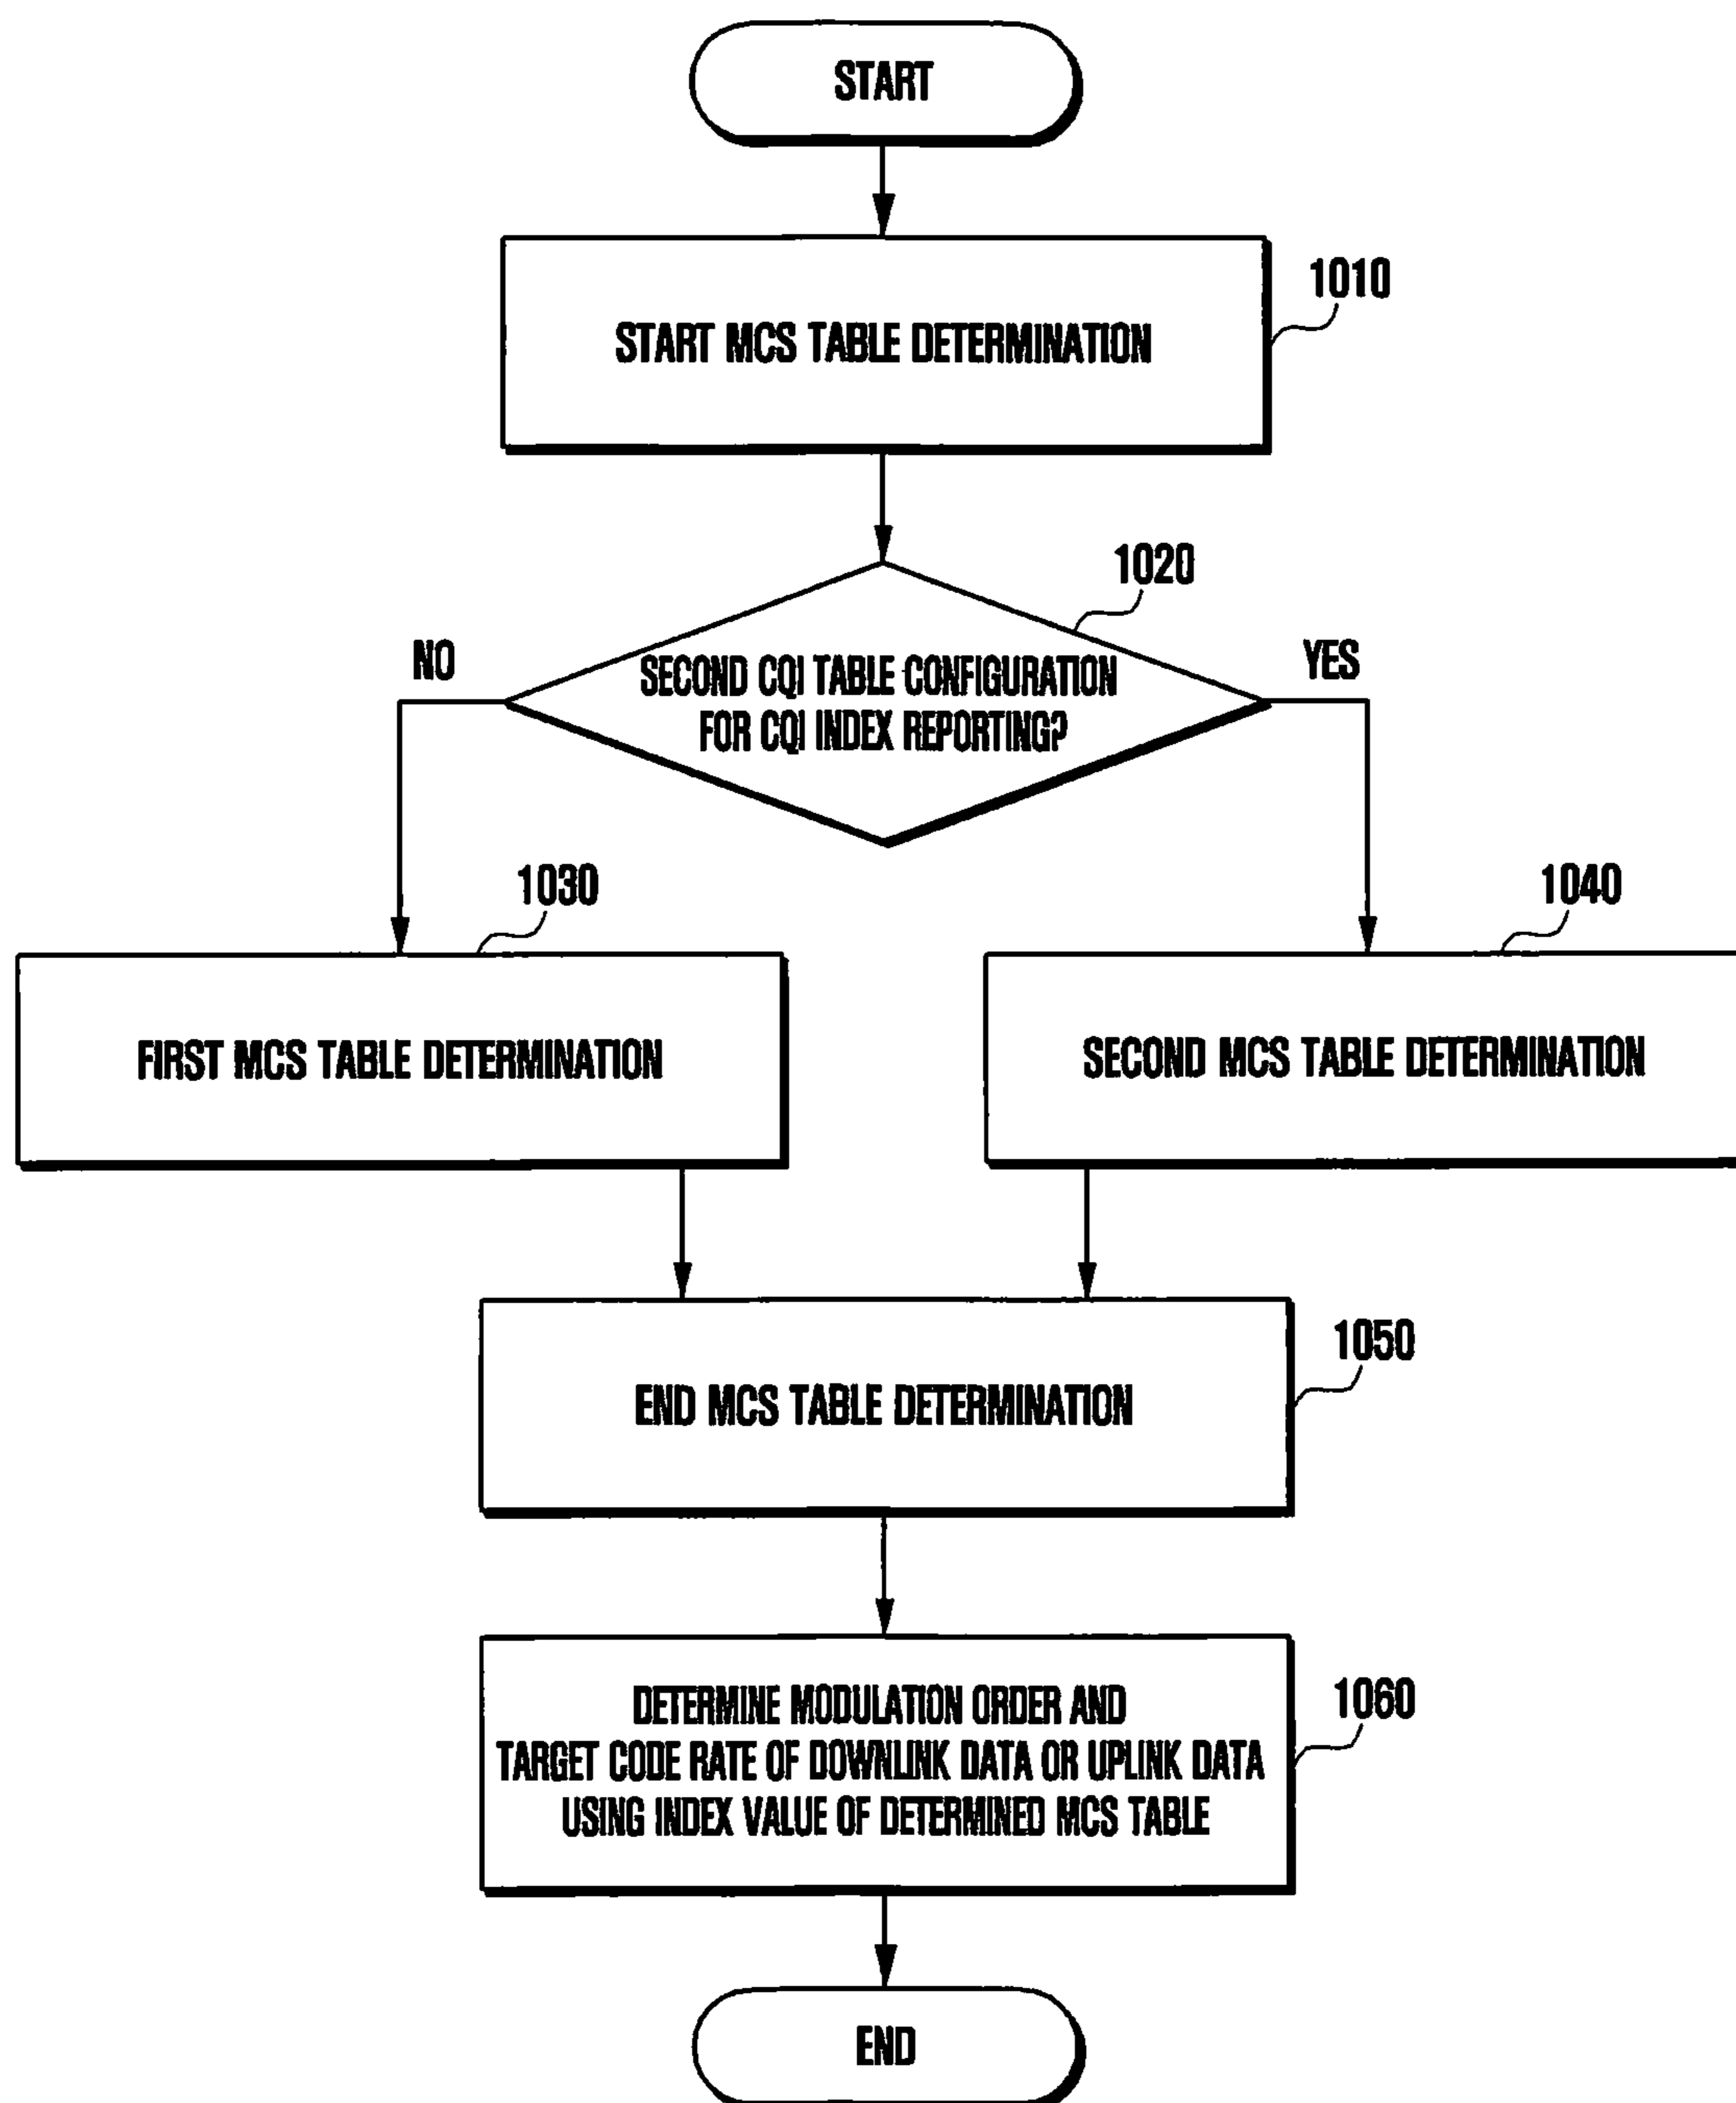 START
1010
START MCS TABLE DETERMINATION
1020
NO
YES
SECOND CQI TABLE CONFIGURATION
FOR CQI INDEX REPORTING?
1030
1040
FIRST MCS TABLE DETERMINATION
SECOND MCS TABLE DETERMINATION
1050
END MCS TABLE DETERMINATION
1060
DETERMINE MODULATION ORDER AND
TARGET CODE RATE OF DOWNLINK DATA OR UPLINK DATA
USING INDEX VALUE OF DETERMINED MCS TABLE
END